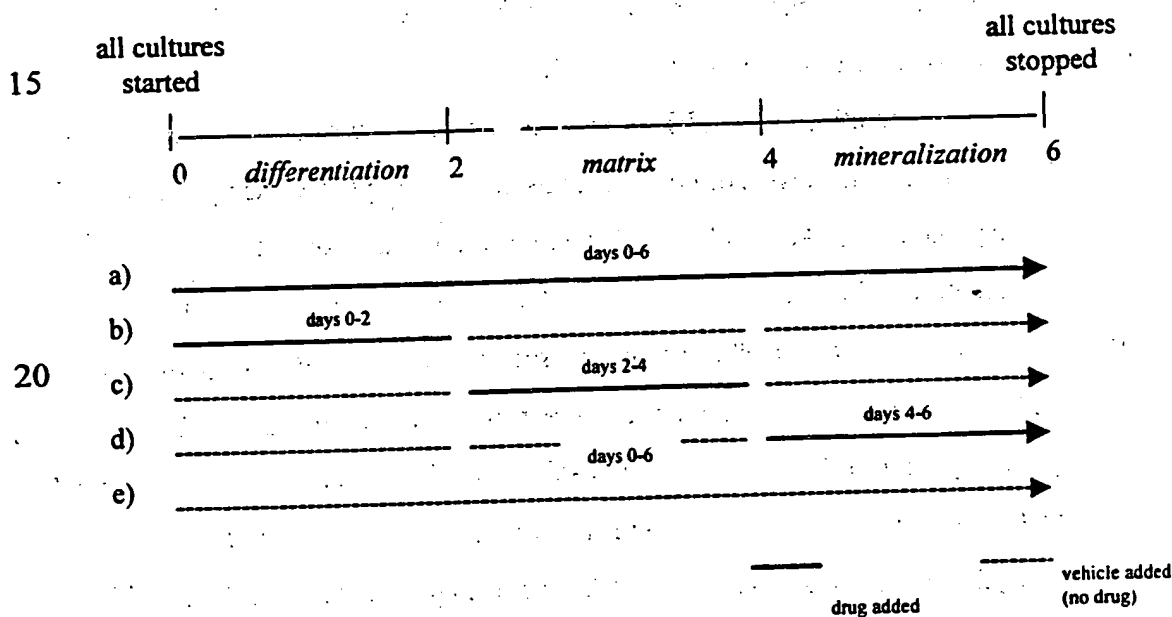 all cultures
started
all cultures
stopped
15
0 differentiation 2 matrix 4 mineralization 6
days 0-6
a)
days 0-2
b)
days 2-4
20
c)
days 4-6
d)
days 0-6
e)
drug added
vehicle added
(no drug)